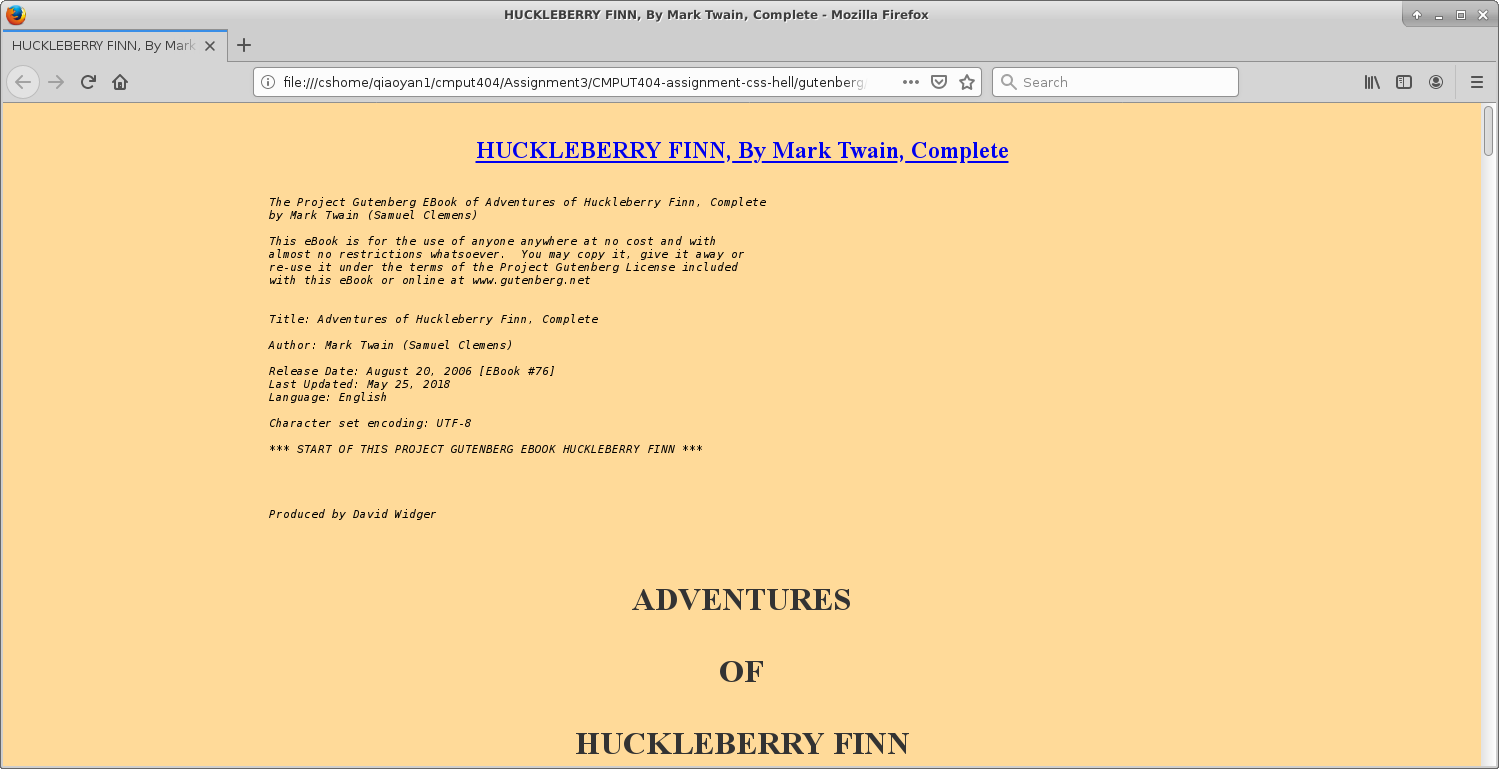 HUCKLEBERRY FINN, By Mark Twain, Complete - Mozilla Firefox
HUCKLEBERRY FINN, By Mark
file:///cshome/qiaoyan1/cmput404/Assignment3/CMPUT404-assignment-css-hell/gutenberg/
Search
HUCKLEBERRY FINN, By Mark Twain, Complete
The Project Gutenberg EBook of Adventures of Huckleberry Finn, Complete
by Mark Twain (Samuel Clemens)
This eBook is for the use of anyone anywhere at no cost and with
almost no restrictions whatsoever.  You may copy it, give it away or
re-use it under the terms of the Project Gutenberg License included
with this eBook or online at www.gutenberg.net
Title: Adventures of Huckleberry Finn, Complete
Author: Mark Twain (Samuel Clemens)
Release Date: August 20, 2006 [EBook #76]
Last Updated: May 25, 2018
Language: English
Character set encoding: UTF-8
*** START OF THIS PROJECT GUTENBERG EBOOK HUCKLEBERRY FINN ***
Produced by David Widger
ADVENTURES
OF
HUCKLEBERRY FINN